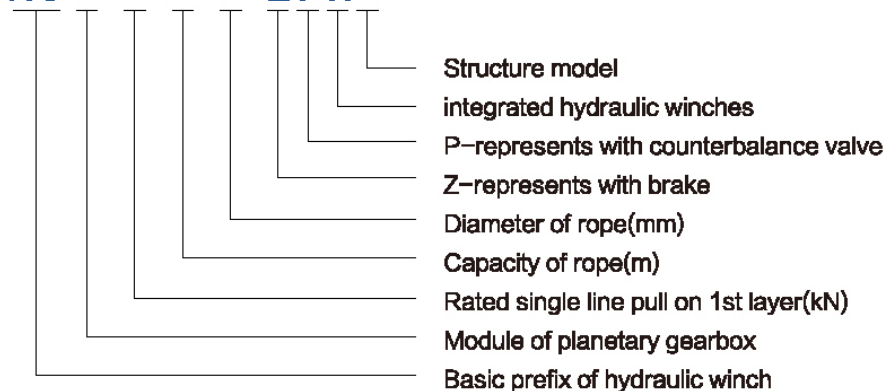 Structure model
integrated hydraulic winches
P-represents with counterbalance valve
Z-represents with brake
Diameter of rope(mm)
Capacity of rope(m)
Rated single line pull on 1st layer(kN)
Module of planetary gearbox
Basic prefix of hydraulic winch